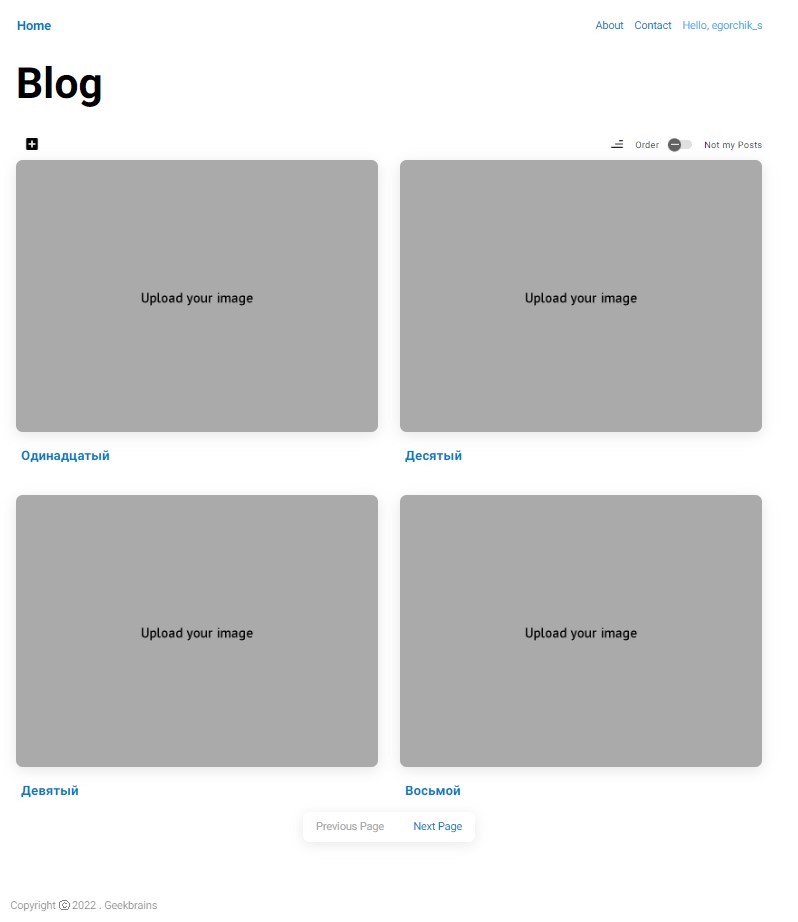 Home About Contact Hello, egorchik_s
Blog
Order Not my Posts
Upload your image Upload your image
Одинадцатый Десятый
Upload your image Upload your image
Девятый Восьмой
Previous Page Next Page
Copyright © 2022 . Geekbrains